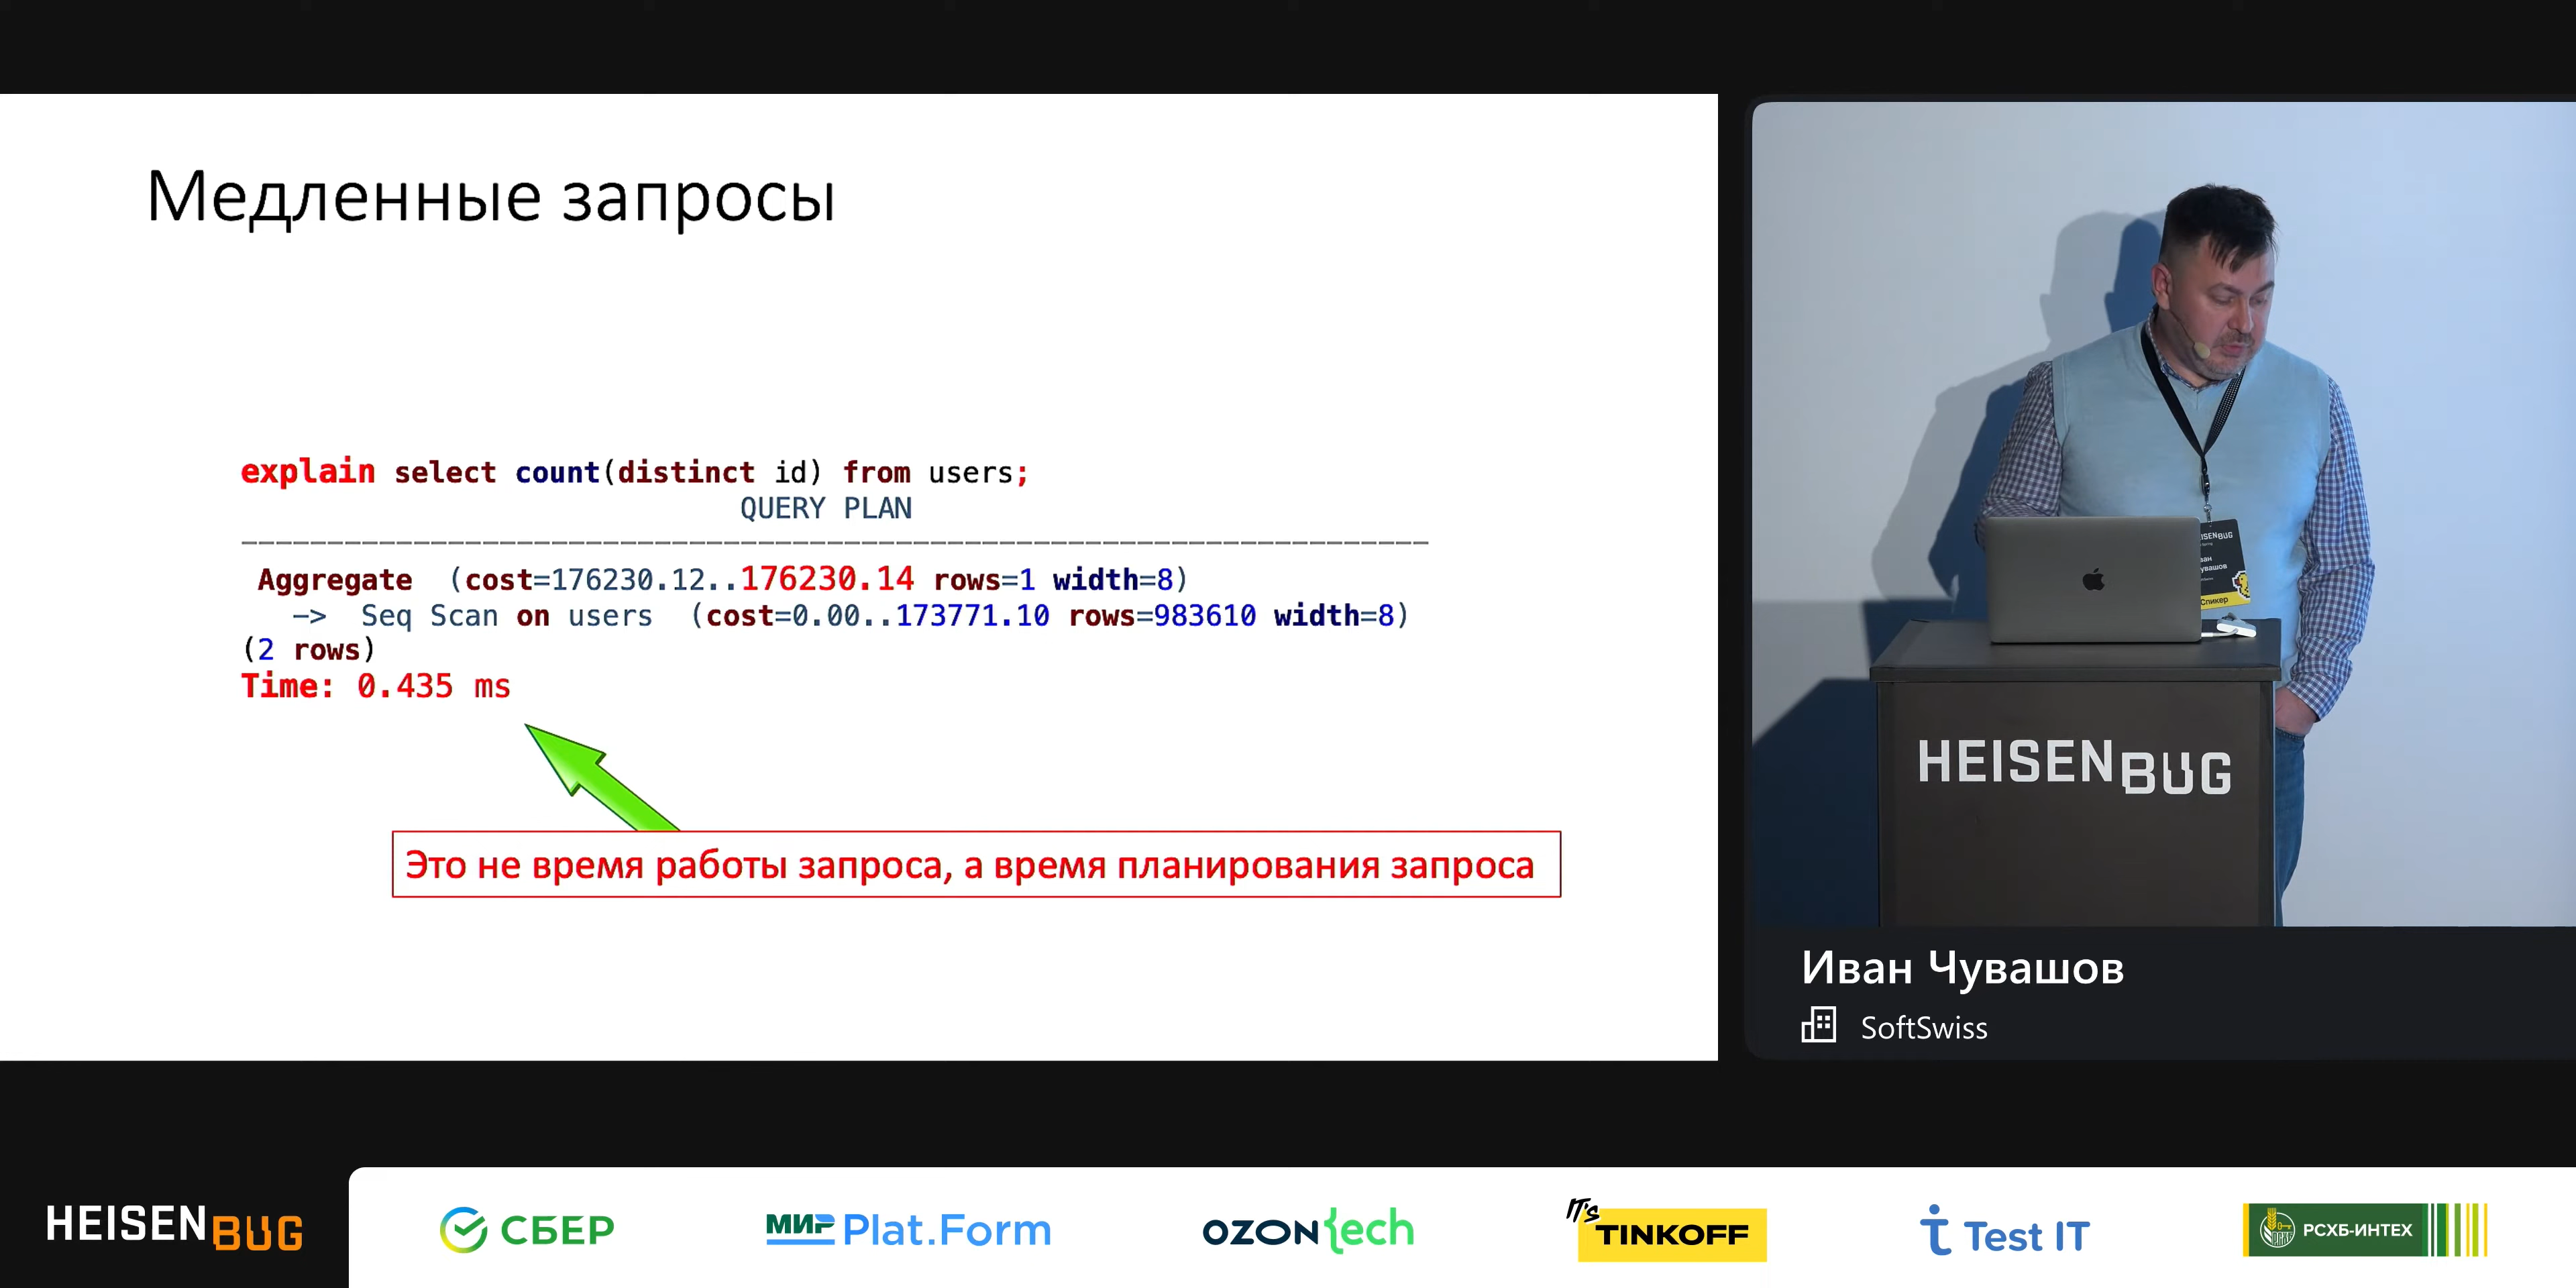 Медленные запросы
explain select count(distinct id) from users;
QUERY PLAN
----------------------------------------------------------------------
Aggregate (cost=176230.12..176230.14 rows=1 width=8)
-> Seq Scan on users (cost=0.00..173771.10 rows=983610 width=8)
(2 rows)
Time: 0.435 ms
Это не время работы запроса, а время планирования запроса
Спикер
HEISENBUG
Иван Чувашов
SoftSwiss
HEISENBUG
СБЕР
МИР Plat.Form
OZON{tech
IT's TINKOFF
Test IT
РСХБ-ИНТЕХ